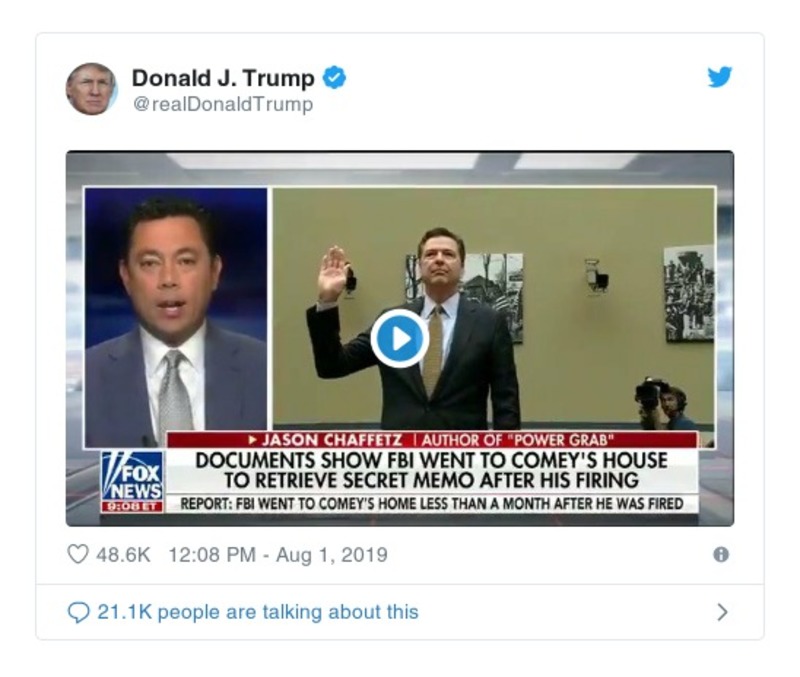 Donald J. Trump
@realDonaldTrump
JASON CHAFFETZ | AUTHOR OF "POWER GRAB"
DOCUMENTS SHOW FBI WENT TO COMEY'S HOUSE
TO RETRIEVE SECRET MEMO AFTER HIS FIRING
REPORT: FBI WENT TO COMEY'S HOME LESS THAN A MONTH AFTER HE WAS FIRED
FOX
NEWS
9:08 ET
48.6K 12:08 PM - Aug 1, 2019
21.1K people are talking about this